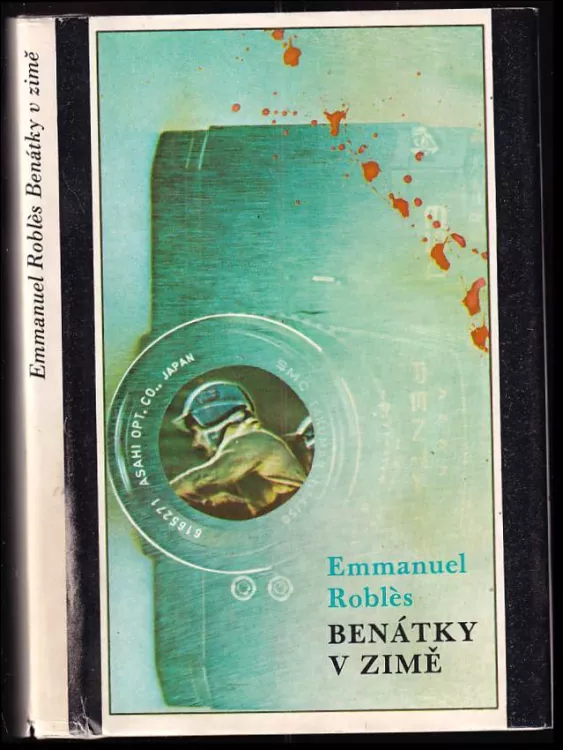 Emmanuel Roblès Benátky v zimě
ASAHI OPT. CO., JAPAN
6185271
SMC
Emmanuel
Roblès
BENÁTKY
V ZIMĚ